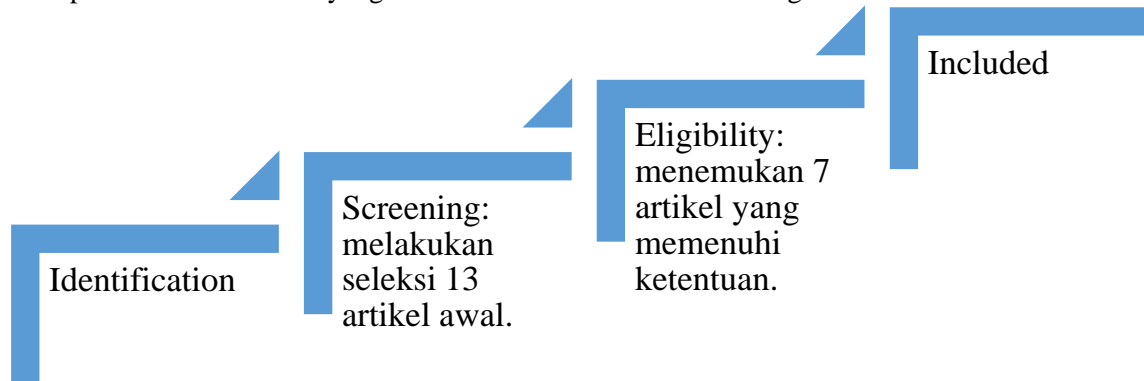 Identification
Screening:
melakukan
seleksi 13
artikel awal.
Eligibility:
menemukan 7
artikel yang
memenuhi
ketentuan.
Included